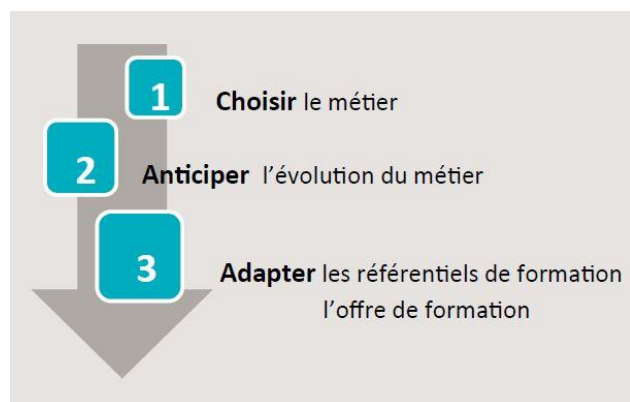 1
Choisir le métier
2
Anticiper l'évolution du métier
3
Adapter les référentiels de formation
l'offre de formation